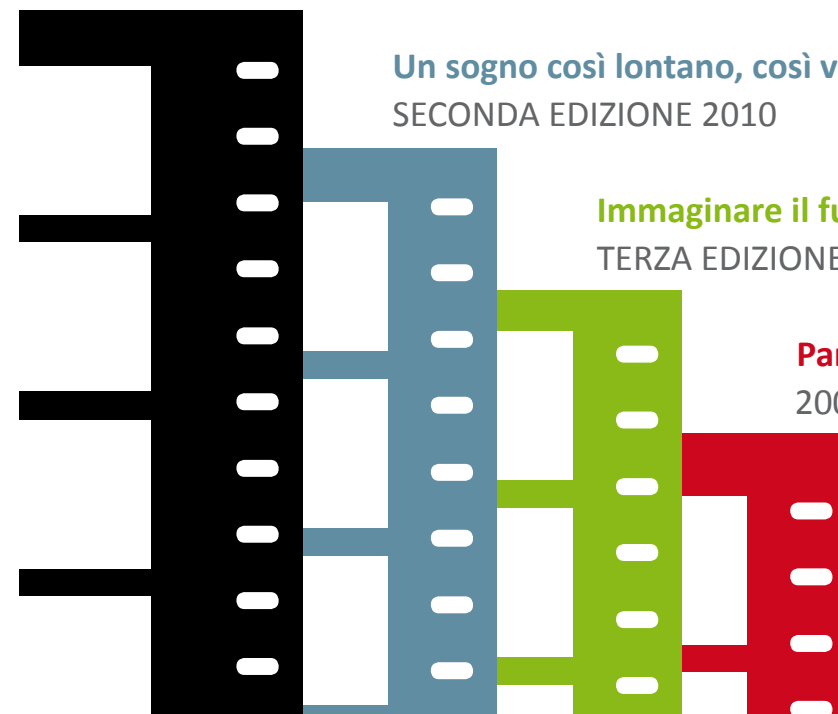 Un sogno così lontano, così v
SECONDA EDIZIONE 2010
Immaginare il fu
TERZA EDIZIONE
Par
200